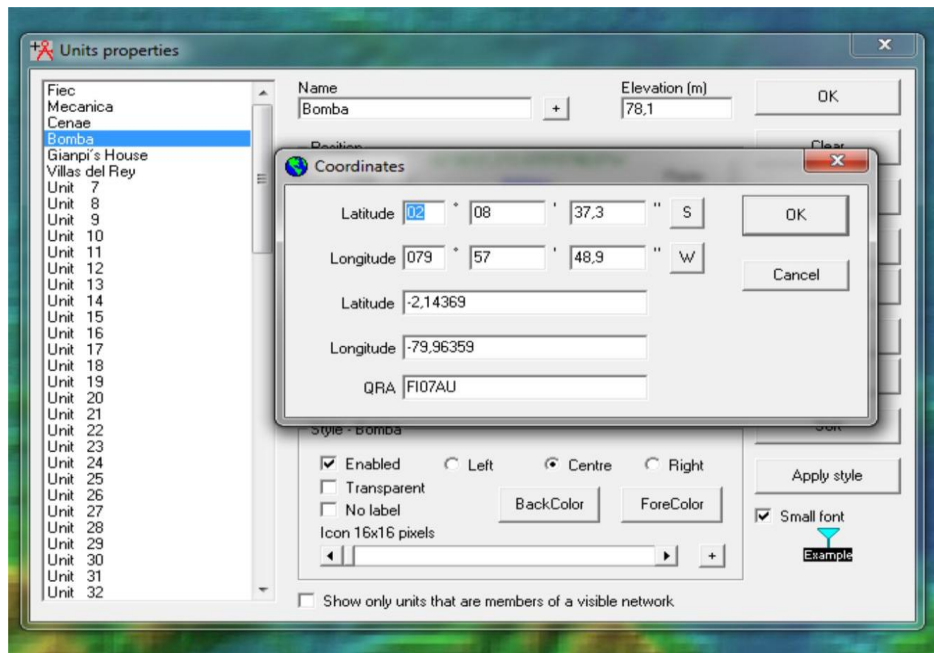 Units properties
Fiec
Mecanica
Cenae
Bomba
Gianpi´s House
Villas del Rey
Unit 7
Unit 8
Unit 9
Unit 10
Unit 11
Unit 12
Unit 13
Unit 14
Unit 15
Unit 16
Unit 17
Unit 18
Unit 19
Unit 20
Unit 21
Unit 22
Unit 23
Unit 24
Unit 25
Unit 26
Unit 27
Unit 28
Unit 29
Unit 30
Unit 31
Unit 32
Name
Bomba
+
Elevation (m)
78,1
OK
Position
Clear
Coordinates
Latitude 02 ° 08 ' 37,3 " S
OK
Longitude 079 ° 57 ' 48,9 " W
Cancel
Latitude -2,14369
Longitude -79,96359
QRA FI07AU
Style - Bomba
Enabled Left Centre Right
Transparent
No label
BackColor ForeColor
Icon 16x16 pixels
+
Apply style
Small font
Example
Show only units that are members of a visible network